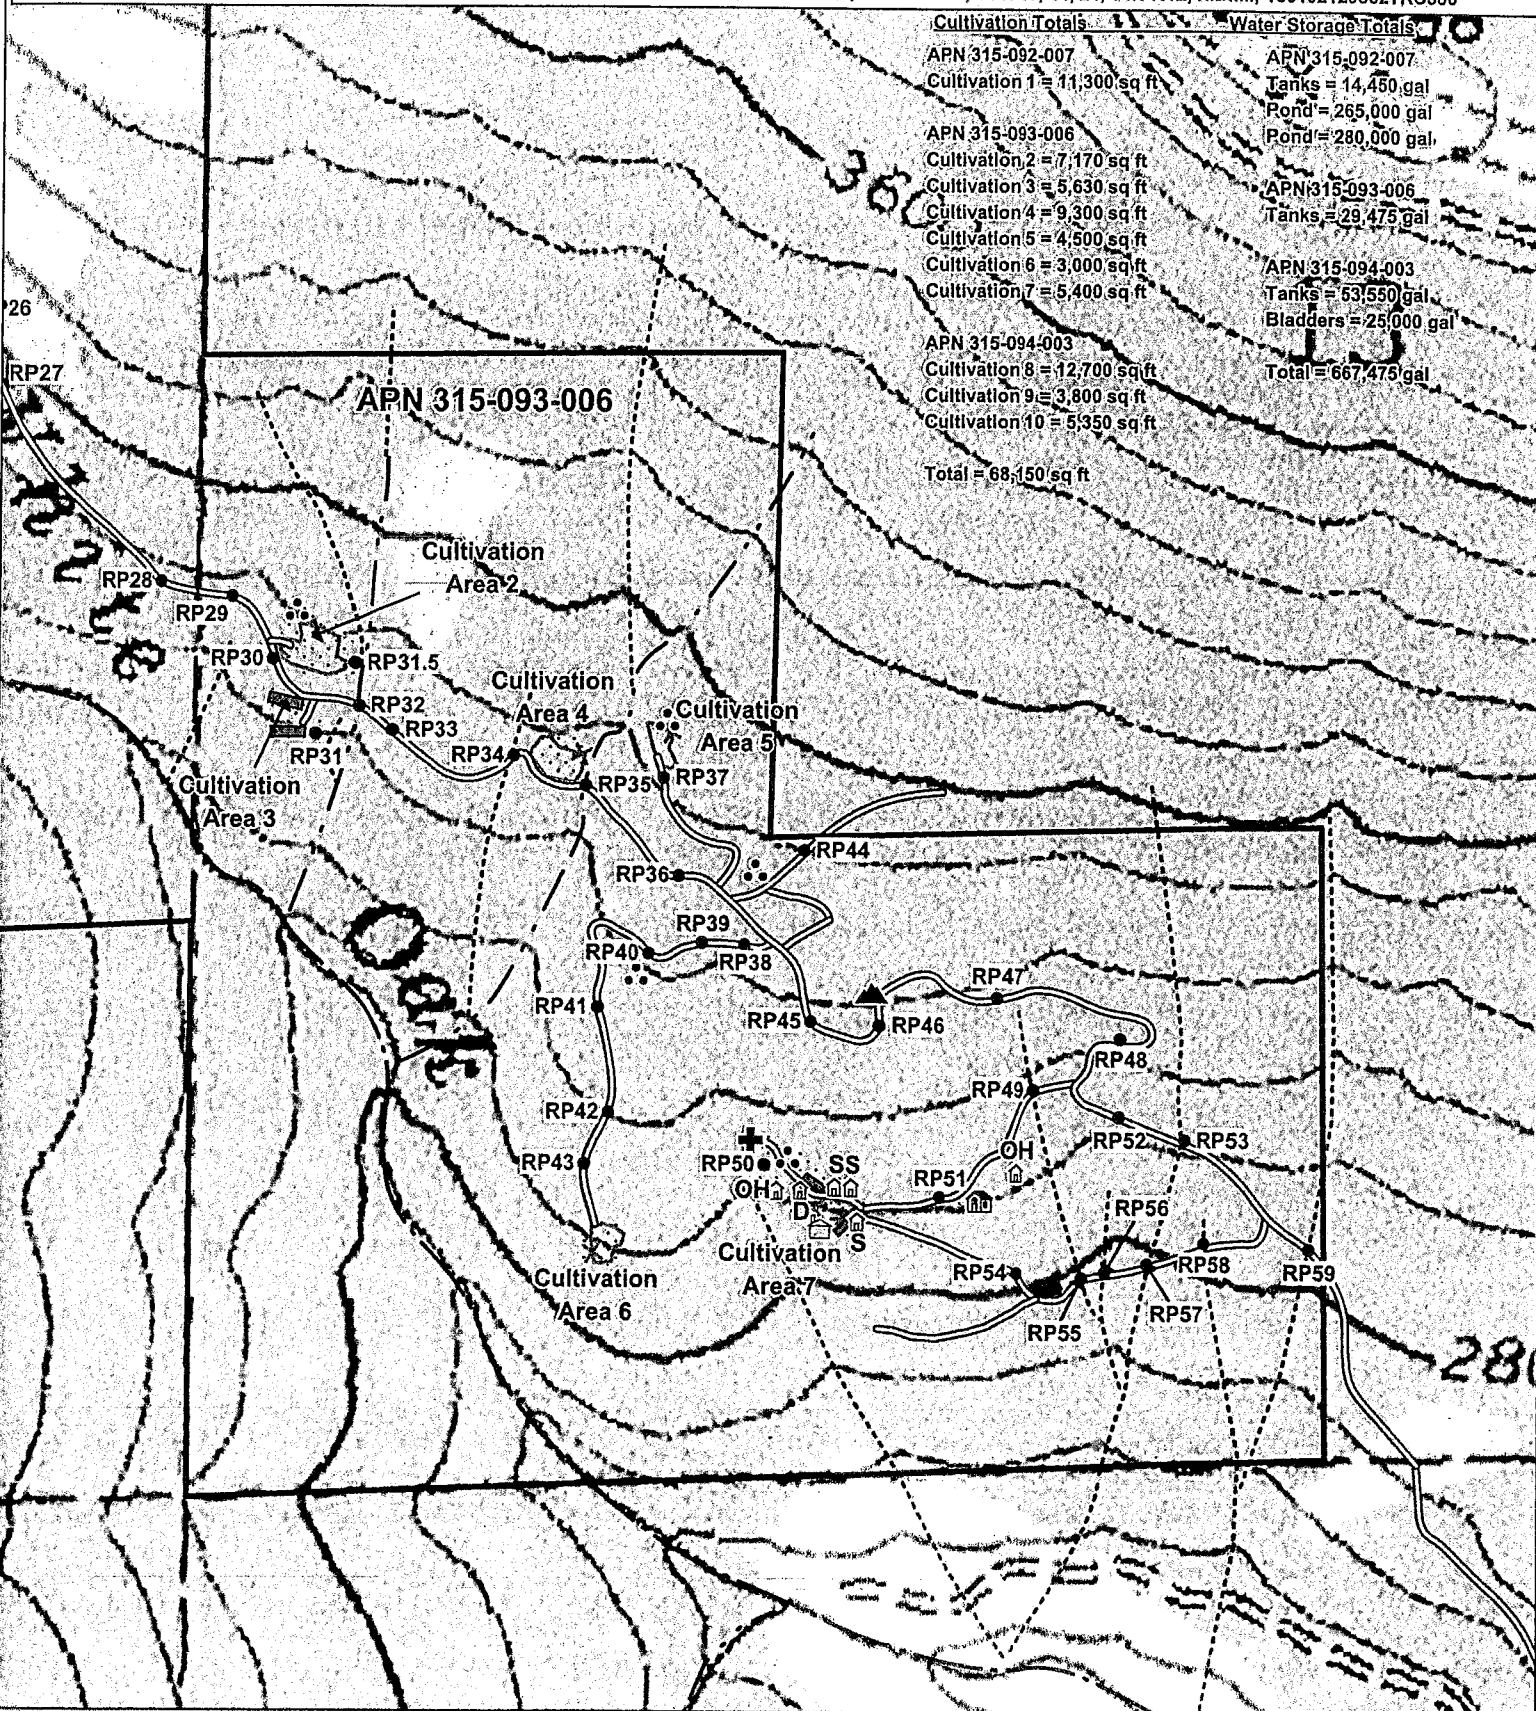 Cultivation Totals
APN 315-092-007
Cultivation 1 = 11,300 sq ft
APN 315-093-006
Cultivation 2 = 7,170 sq ft
Cultivation 3 = 5,630 sq ft
Cultivation 4 = 9,300 sq ft
Cultivation 5 = 4,500 sq ft
Cultivation 6 = 3,000 sq ft
Cultivation 7 = 5,400 sq ft
APN 315-094-003
Cultivation 8 = 12,700 sq ft
Cultivation 9 = 3,800 sq ft
Cultivation 10 = 5,350 sq ft
Total = 68,150 sq ft
Water Storage Totals
APN 315-092-007
Tanks = 14,450 gal
Pond = 265,000 gal
Pond = 280,000 gal
APN 315-093-006
Tanks = 29,475 gal
APN 315-094-003
Tanks = 53,550 gal
Bladders = 25,000 gal
Total = 667,475 gal
360
26
RP27
APN 315-093-006
Cultivation
Area 2
RP28
RP29
RP30
RP31.5
Cultivation
Area 4
RP32
RP33
RP31
RP34
Cultivation
Area 5
RP35
RP37
Cultivation
Area 3
RP36
RP44
RP39
RP40
RP38
RP41
RP45
RP46
RP47
RP48
RP49
RP42
RP52
RP53
RP43
RP50
SS
OH
OH
RP51
D
S
RP56
Cultivation
Area 7
RP54
RP58
RP59
Cultivation
Area 6
RP57
RP55
280